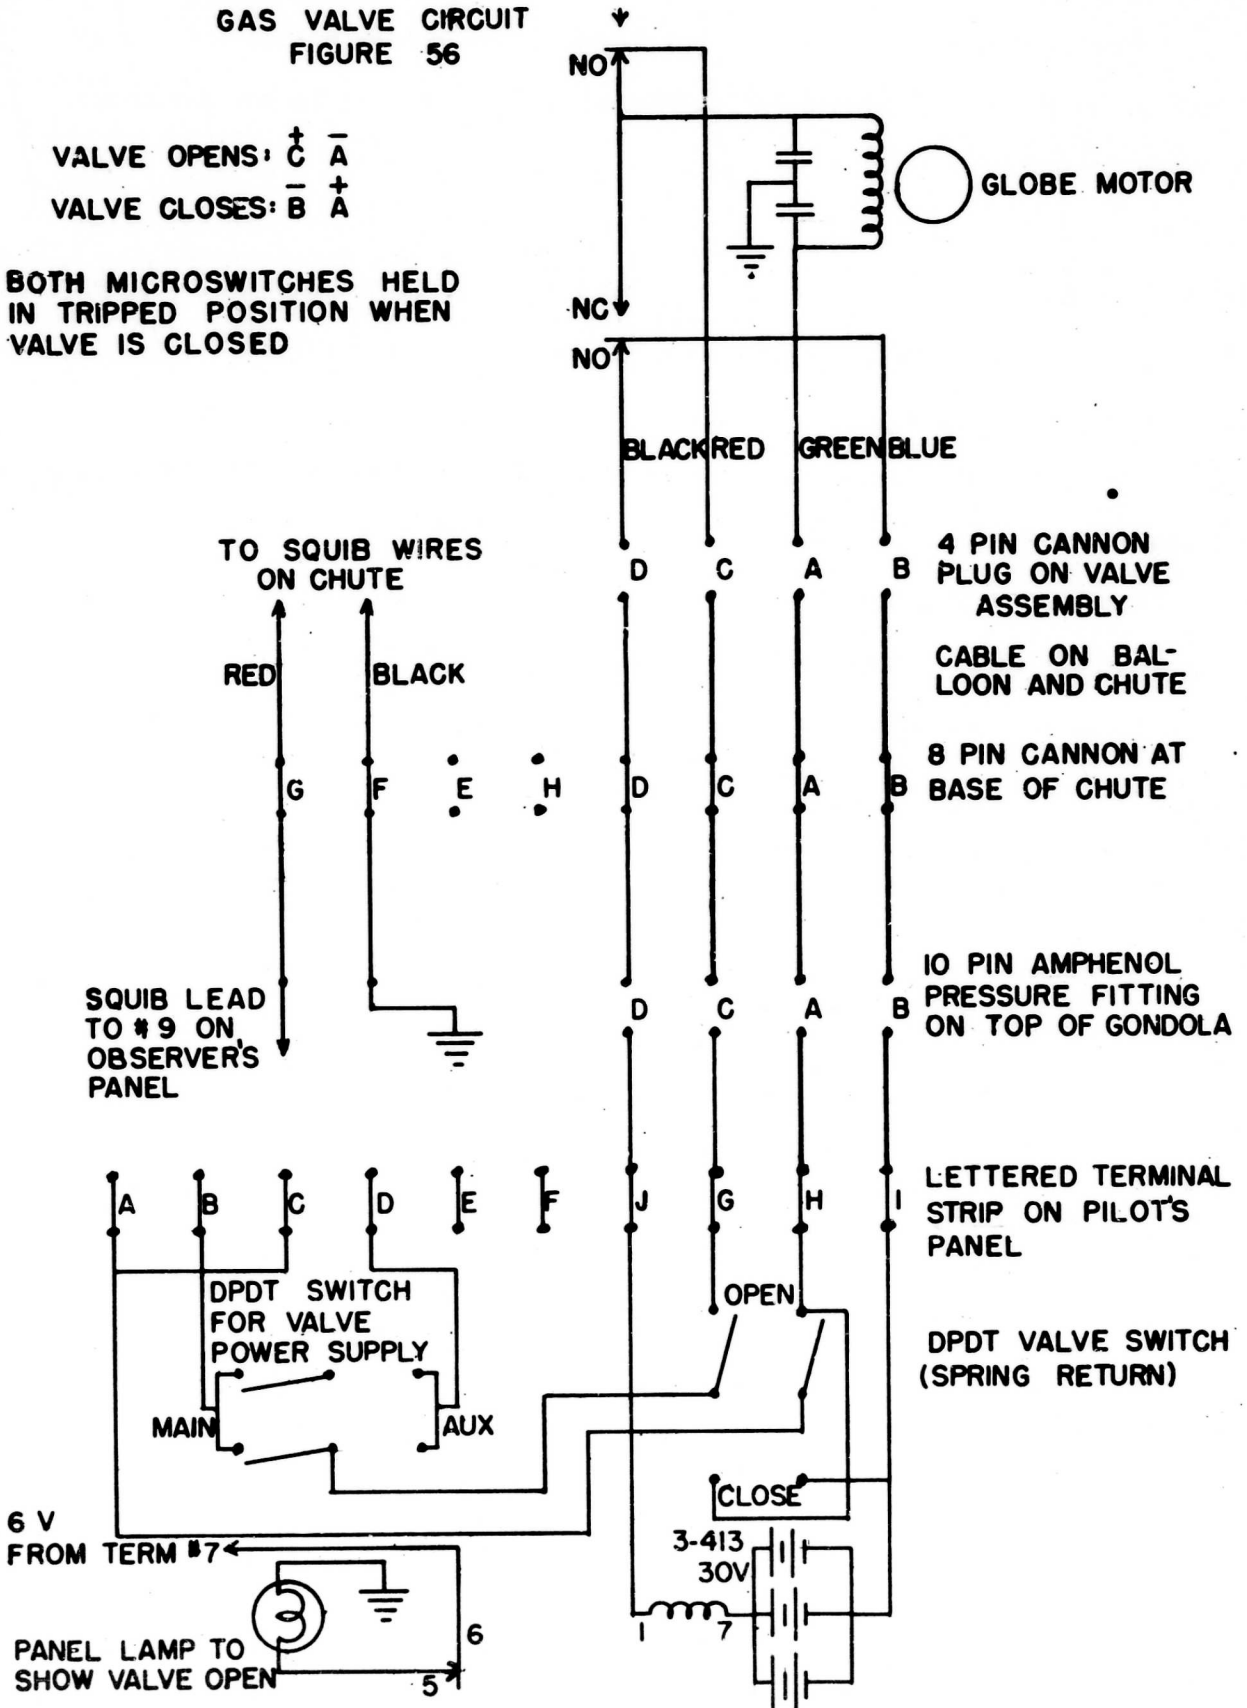 GAS VALVE CIRCUIT
FIGURE 56
NO
+ −
VALVE OPENS: C A
− +
VALVE CLOSES: B A
GLOBE MOTOR
BOTH MICROSWITCHES HELD
IN TRIPPED POSITION WHEN
VALVE IS CLOSED
NC
NO
BLACK RED GREEN BLUE
TO SQUIB WIRES
ON CHUTE
D C A B
4 PIN CANNON
PLUG ON VALVE
ASSEMBLY
RED BLACK
CABLE ON BAL-
LOON AND CHUTE
G F E H D C A B
8 PIN CANNON AT
BASE OF CHUTE
SQUIB LEAD
TO #9 ON
OBSERVER'S
PANEL
D C A B
10 PIN AMPHENOL
PRESSURE FITTING
ON TOP OF GONDOLA
A B C D E F J G H I
LETTERED TERMINAL
STRIP ON PILOT'S
PANEL
DPDT SWITCH
FOR VALVE
POWER SUPPLY
OPEN
DPDT VALVE SWITCH
(SPRING RETURN)
MAIN AUX
CLOSE
6 V
FROM TERM #7
3-413
30V
1 7
6
PANEL LAMP TO
SHOW VALVE OPEN
5